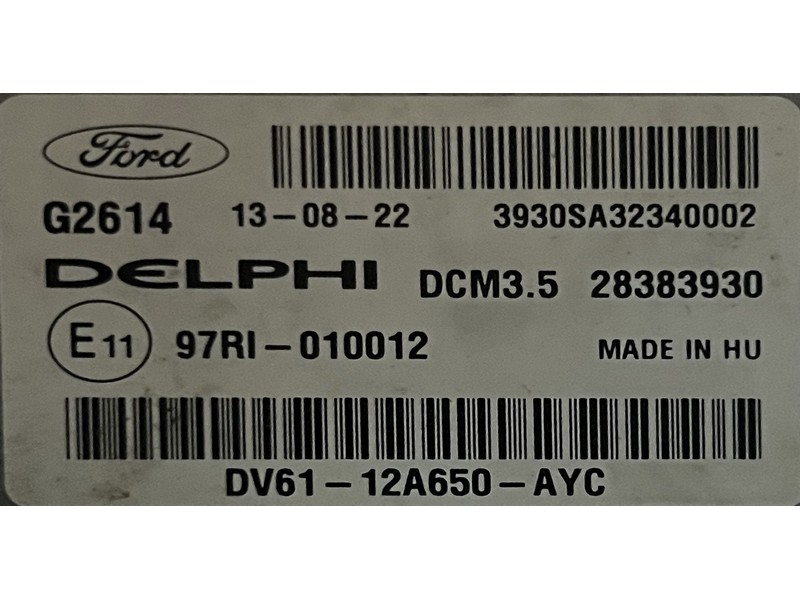 Ford
G2614 13-08-22 3930SA32340002
DELPHI DCM3.5 28383930
E11 97RI-010012 MADE IN HU
DV61-12A650-AYC